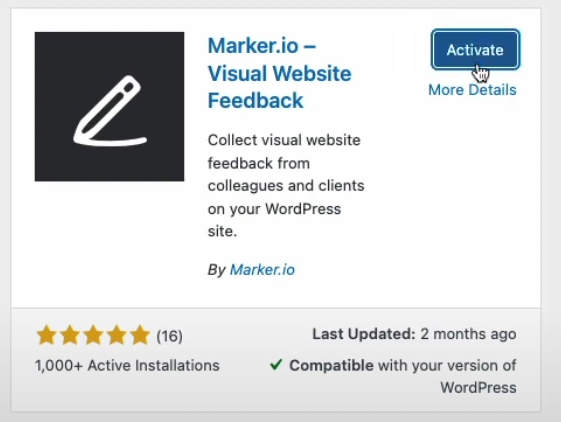 Marker.io –
Visual Website
Feedback
Activate
More Details
Collect visual website
feedback from
colleagues and clients
on your WordPress
site.
By Marker.io
(16)
1,000+ Active Installations
Last Updated: 2 months ago
Compatible with your version of
WordPress